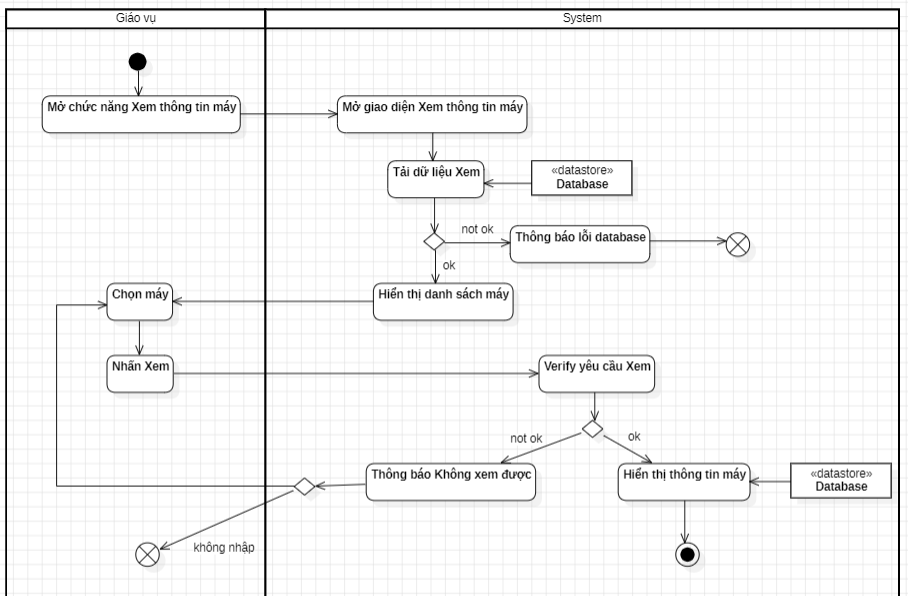 Giáo vụ
System
Mở chức năng Xem thông tin máy
Mở giao diện Xem thông tin máy
Tải dữ liệu Xem
«datastore»
Database
not ok
Thông báo lỗi database
ok
Chọn máy
Hiển thị danh sách máy
Nhấn Xem
Verify yêu cầu Xem
not ok
ok
Thông báo Không xem được
Hiển thị thông tin máy
«datastore»
Database
không nhập